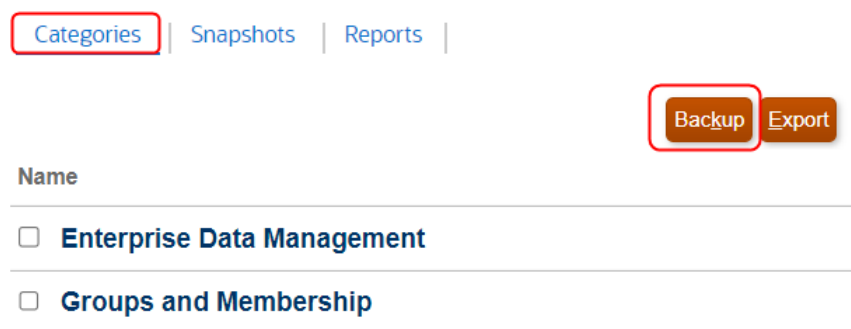 Categories | Snapshots | Reports |
Backup Export
Name
Enterprise Data Management
Groups and Membership